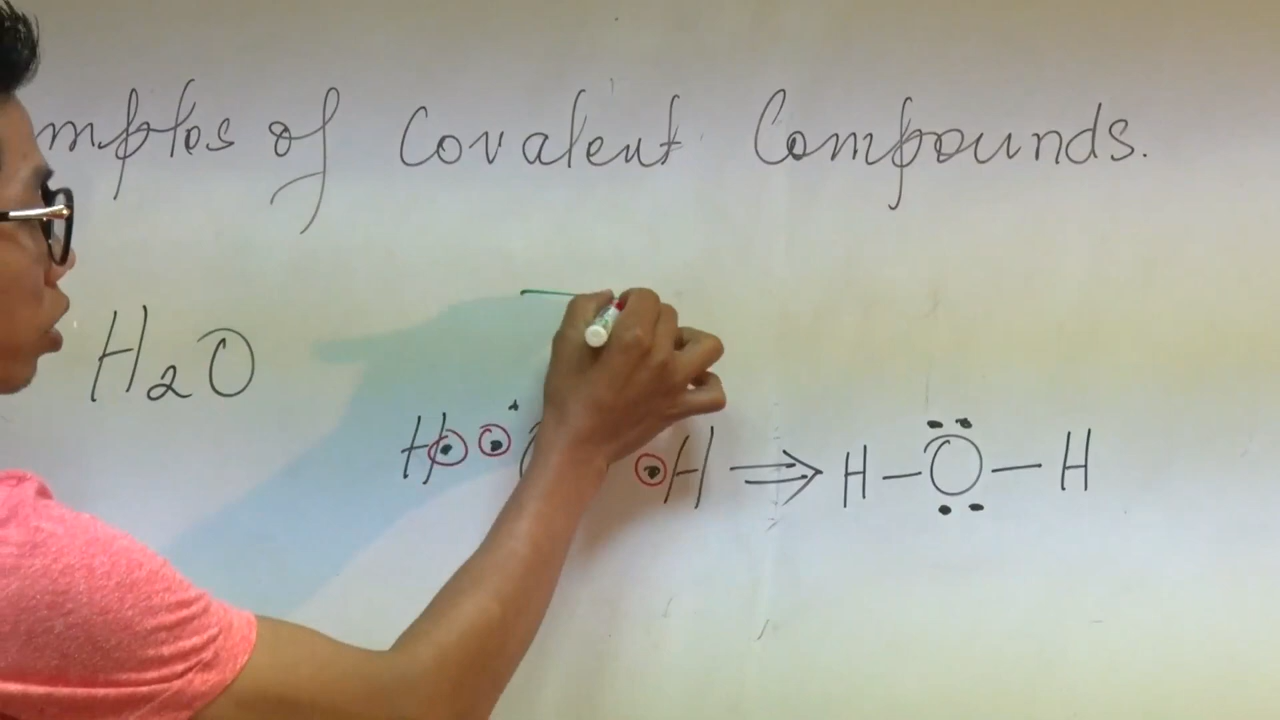 mples of Covalent Compounds.
H₂O
H H ⇒ H–O–H